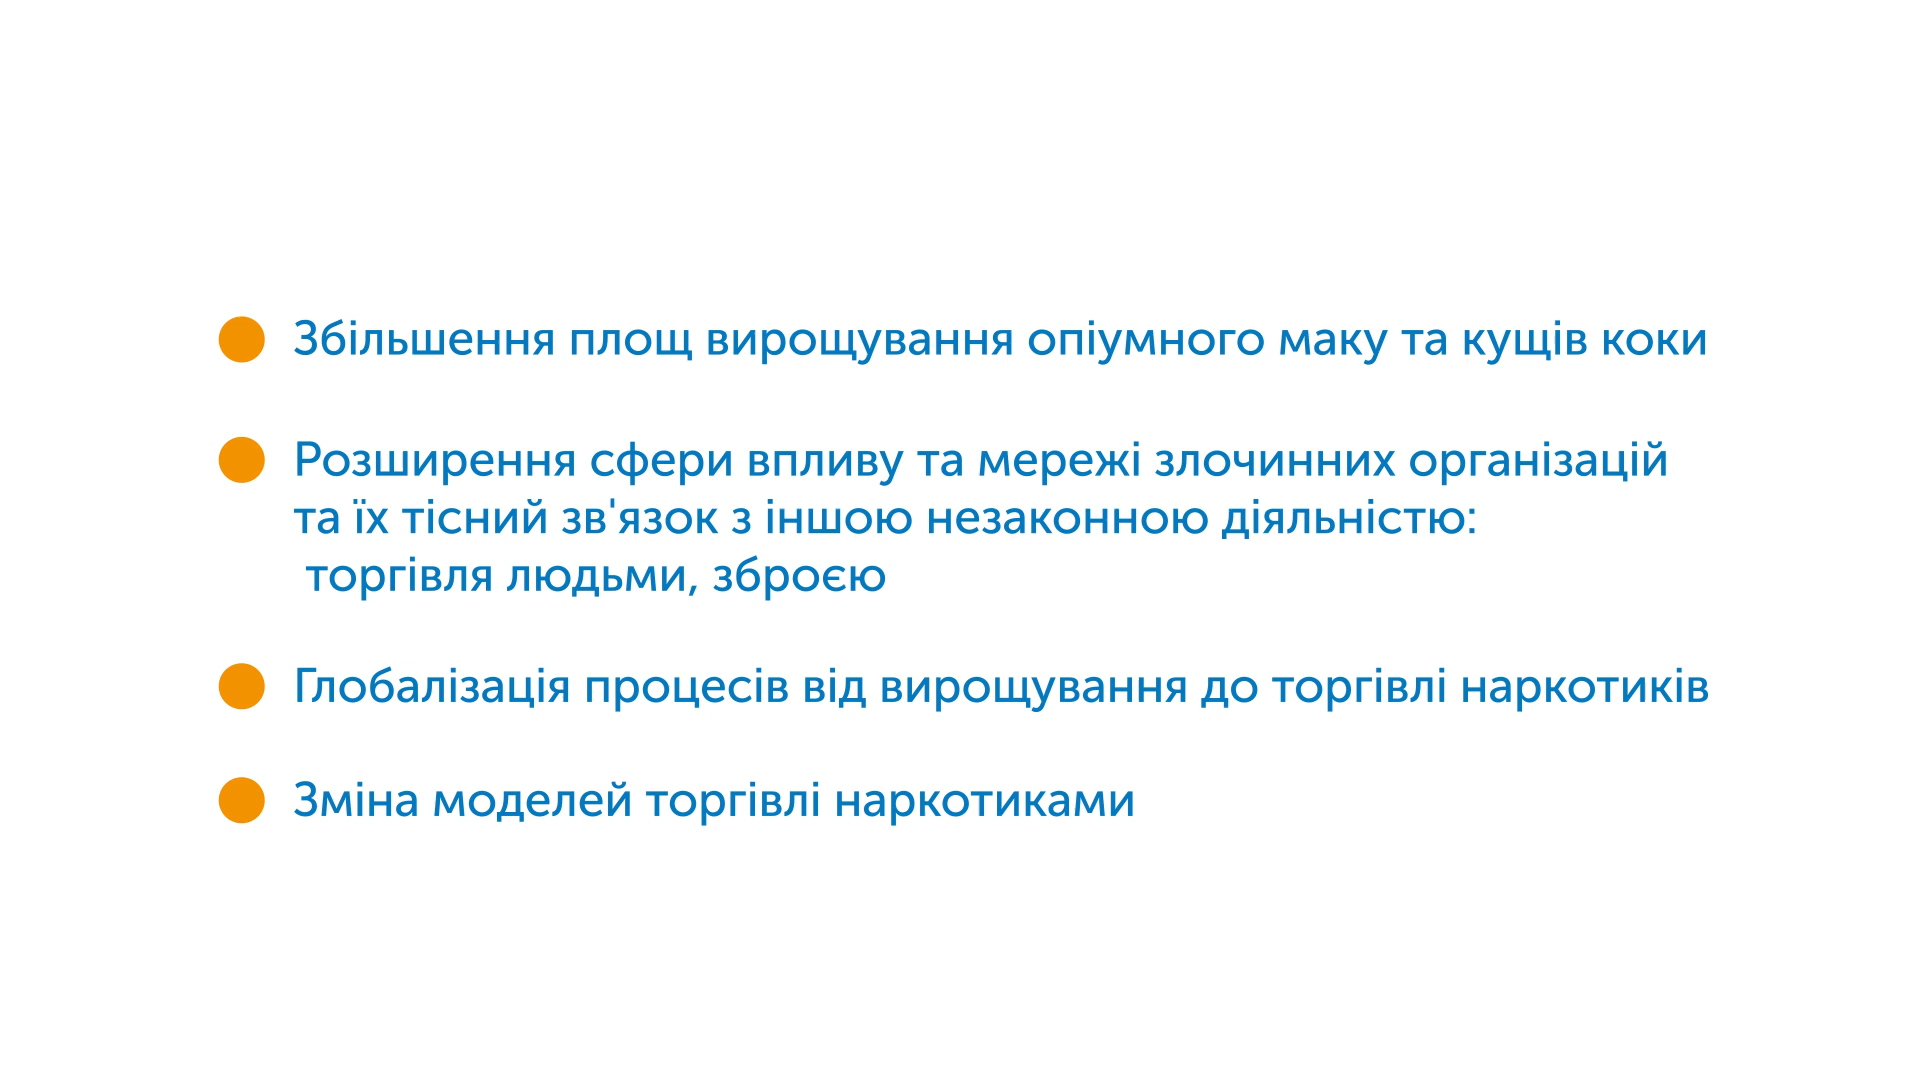 Збільшення площ вирощування опіумного маку та кущів коки
Розширення сфери впливу та мережі злочинних організацій
та їх тісний зв'язок з іншою незаконною діяльністю:
торгівля людьми, зброєю
Глобалізація процесів від вирощування до торгівлі наркотиків
Зміна моделей торгівлі наркотиками